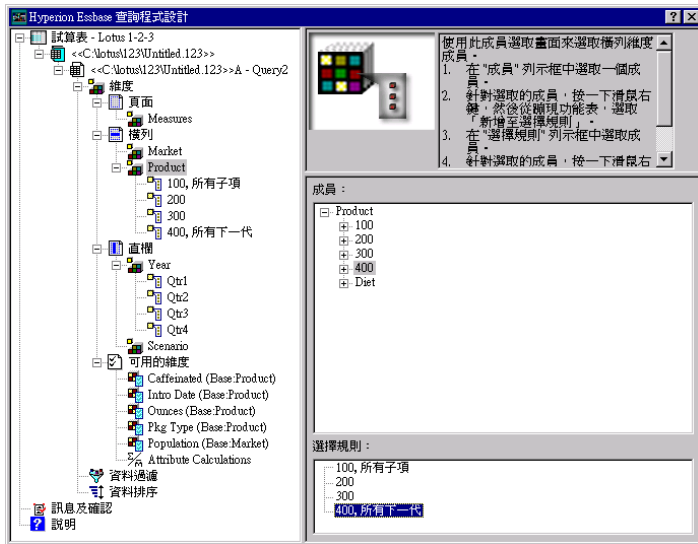 Hyperion Essbase 查詢程式設計
試算表 - Lotus 1-2-3
<<C:\lotus\123\Untitled.123>>
<<C:\lotus\123\Untitled.123>>A - Query2
維度
頁面
Measures
橫列
Market
Product
100, 所有子項
200
300
400, 所有下一代
直欄
Year
Qtr1
Qtr2
Qtr3
Qtr4
Scenario
可用的維度
Caffeinated (Base:Product)
Intro Date (Base:Product)
Ounces (Base:Product)
Pkg Type (Base:Product)
Population (Base:Market)
Attribute Calculations
資料過濾
資料排序
訊息及確認
說明
使用此成員選取畫面來選取橫列維度
成員。
1. 在 "成員" 列示框中選取一個成
員。
2. 針對選取的成員，按一下滑鼠右
鍵，然後從蹦現功能表，選取
「新增至選擇規則」。
3. 在 "選擇規則" 列示框中選取成
員。
4. 針對選取的成員，按一下滑鼠右
成員：
Product
100
200
300
400
Diet
選擇規則：
100, 所有子項
200
300
400, 所有下一代